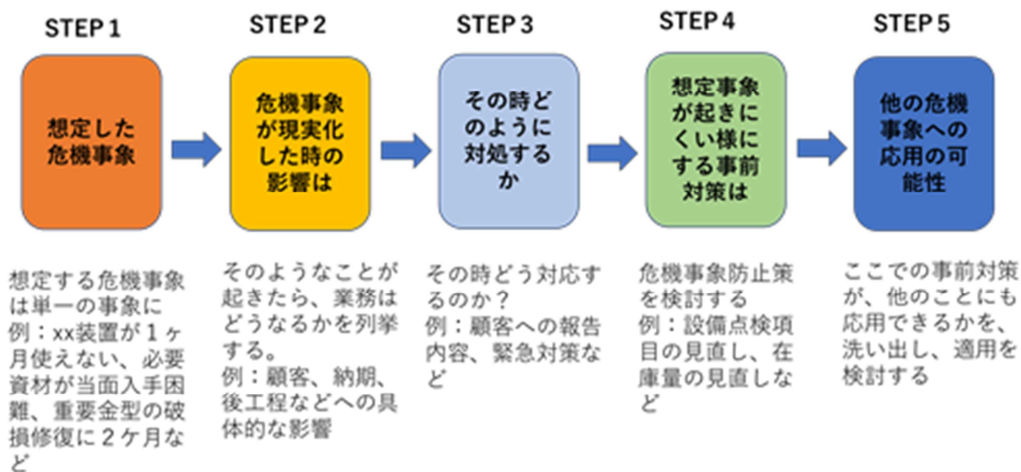 STEP 1
想定した
危機事象
想定する危機事象
は単一の事象に
例：xx装置が１ヶ
月使えない、必要
資材が当面入手困
難、重要金型の破
損修復に２ケ月な
ど
STEP 2
危機事象
が現実化
した時の
影響は
そのようなことが
起きたら、業務は
どうなるかを列挙
する。
例：顧客、納期、
後工程などへの具
体的な影響
STEP 3
その時ど
のように
対処する
か
その時どう対応す
るのか？
例：顧客への報告
内容、緊急対策な
ど
STEP 4
想定事象
が起きに
くい様に
する事前
対策は
危機事象防止策
を検討する
例：設備点検項
目の見直し、在
庫量の見直しな
ど
STEP 5
他の危機
事象への
応用の可
能性
ここでの事前対策
が、他のことにも
応用できるかを、
洗い出し、適用を
検討する